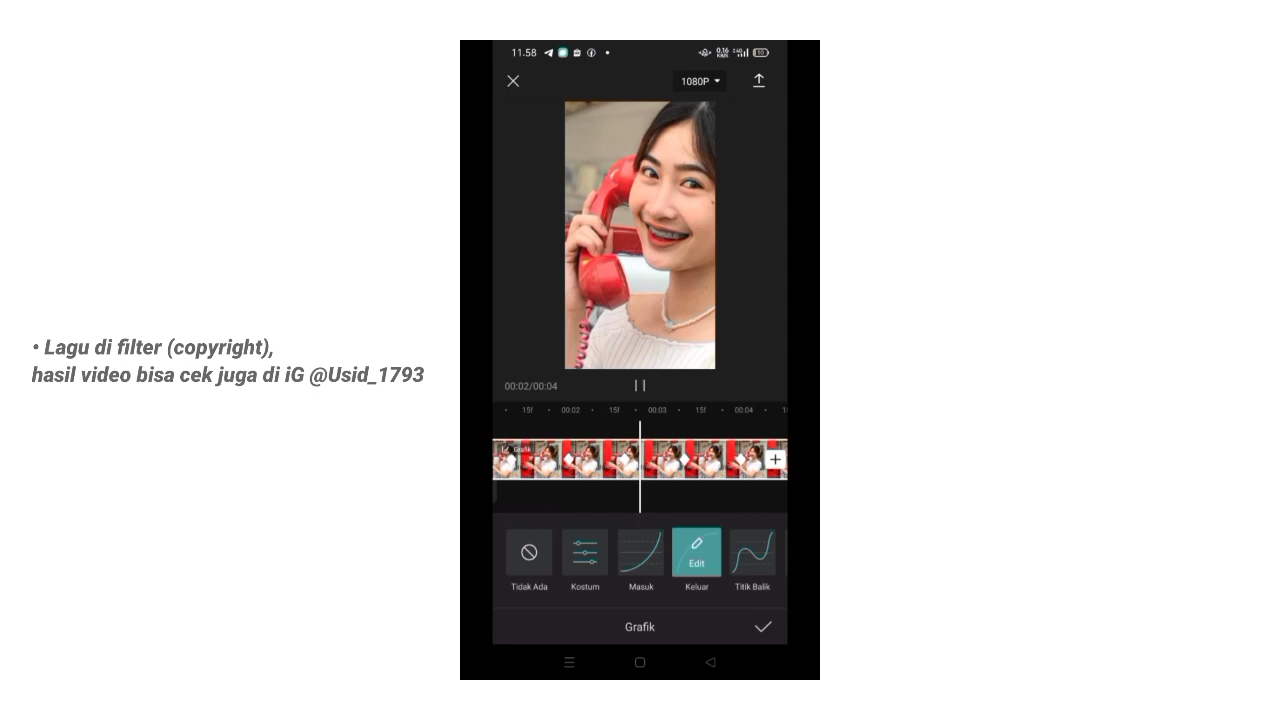 11.58
0,16
1080P
• Lagu di filter (copyright),
hasil video bisa cek juga di iG @Usid_1793
00:02/00:04
15f 00:02 15f 00:03 15f 00:04
Grafik
Edit
Tidak Ada Kostum Masuk Keluar Titik Balik
Grafik